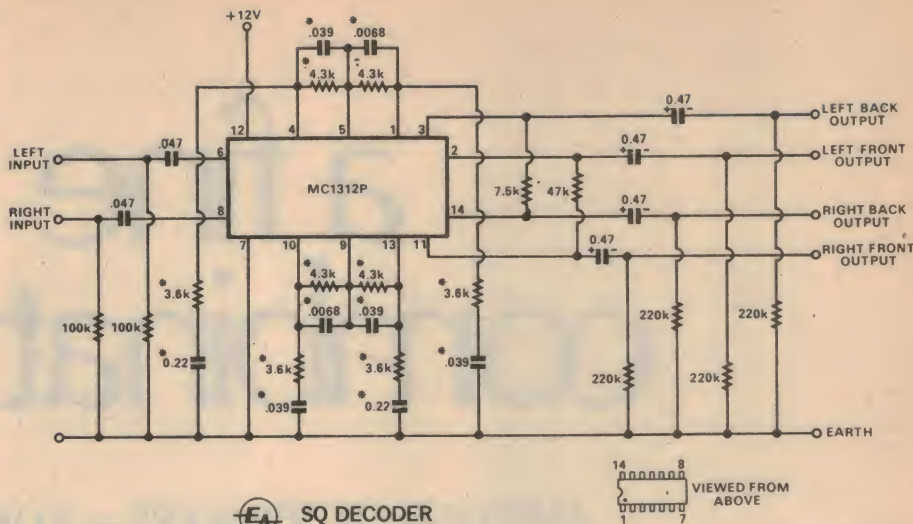 +12V
* .039
* .0068
* 4.3k
4.3k
12
4
5
1
3
0.47
+ -
LEFT BACK
OUTPUT
LEFT
INPUT
.047
6
MC1312P
2
0.47
+ -
LEFT FRONT
OUTPUT
7.5k
47k
RIGHT
INPUT
.047
8
14
0.47
+ -
RIGHT BACK
OUTPUT
7
10
9
13
11
0.47
+ -
RIGHT FRONT
OUTPUT
* 4.3k
* 4.3k
* .0068
* .039
* 3.6k
* 3.6k
100k
100k
* 0.22
* 3.6k
* 3.6k
* .039
* .039
* 0.22
220k
220k
220k
220k
EARTH
EA SQ DECODER
14 8
VIEWED FROM
ABOVE
1 7